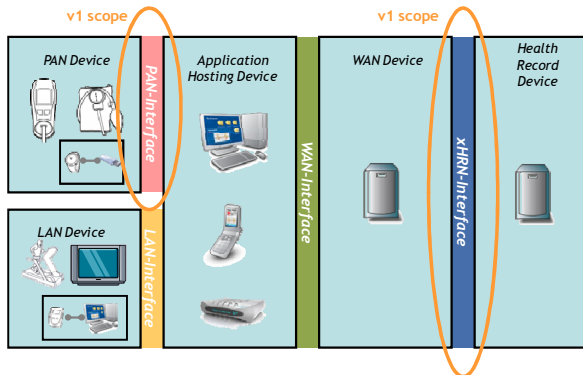 v1 scope
v1 scope
PAN Device
PAN-Interface
Application
Hosting Device
WAN-Interface
WAN Device
xHRN-Interface
Health
Record
Device
LAN Device
LAN-Interface